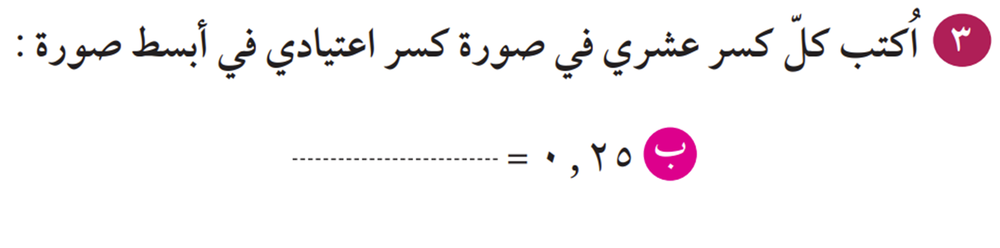 ٣ اُكتب كلّ كسر عشري في صورة كسر اعتيادي في أبسط صورة :
ب ٠,٢٥ = --------------------------